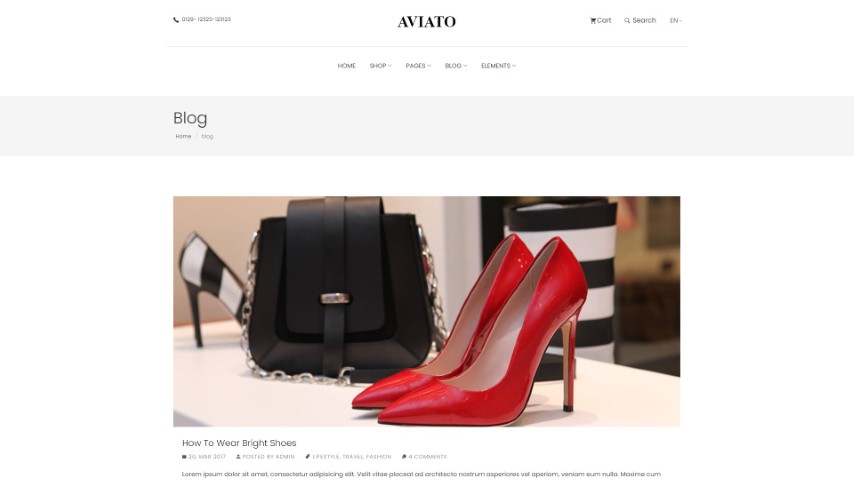 0129- 12323-123123
AVIATO
Cart
Search
EN
HOME
SHOP
PAGES
BLOG
ELEMENTS
Blog
Home / blog
How To Wear Bright Shoes
20, MAR 2017 POSTED BY ADMIN LIFESTYLE, TRAVEL, FASHION 4 COMMENTS
Lorem ipsum dolor sit amet, consectetur adipisicing elit. Velit vitae placeat ad architecto nostrum asperiores vel aperiam, veniam eum nulla. Maxime cum